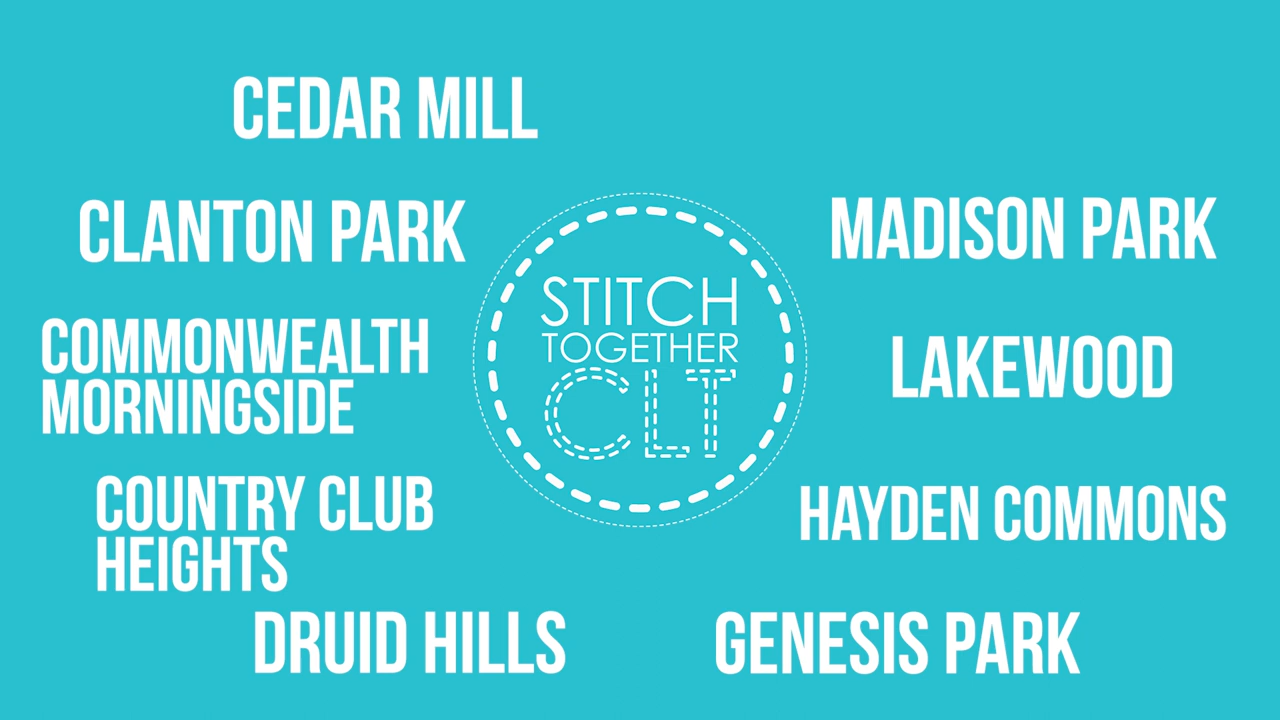 CEDAR MILL
CLANTON PARK
COMMONWEALTH
MORNINGSIDE
COUNTRY CLUB
HEIGHTS
DRUID HILLS
STITCH
TOGETHER
CLT
MADISON PARK
LAKEWOOD
HAYDEN COMMONS
GENESIS PARK